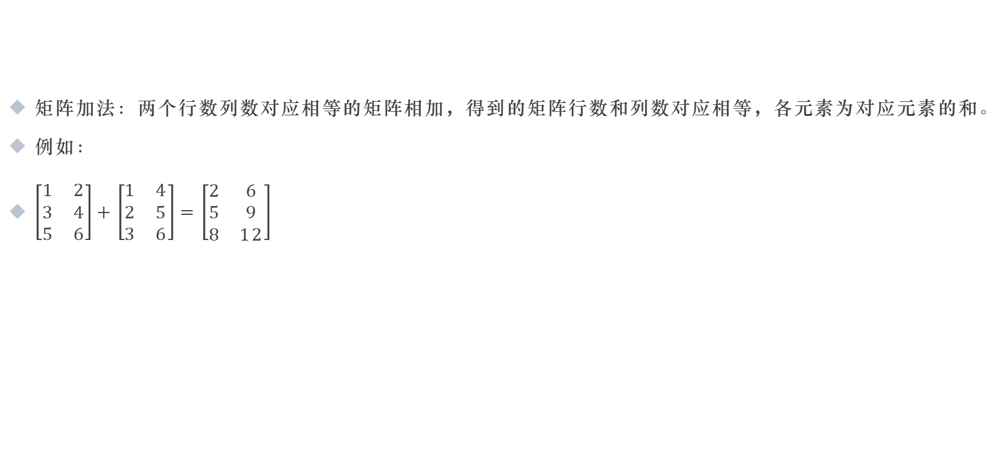 ◆ 矩阵加法：两个行数列数对应相等的矩阵相加，得到的矩阵行数和列数对应相等，各元素为对应元素的和。
◆ 例如：
◆ $\begin{bmatrix}1 & 2\\3 & 4\\5 & 6\end{bmatrix}+\begin{bmatrix}1 & 4\\2 & 5\\3 & 6\end{bmatrix}=\begin{bmatrix}2 & 6\\5 & 9\\8 & 12\end{bmatrix}$